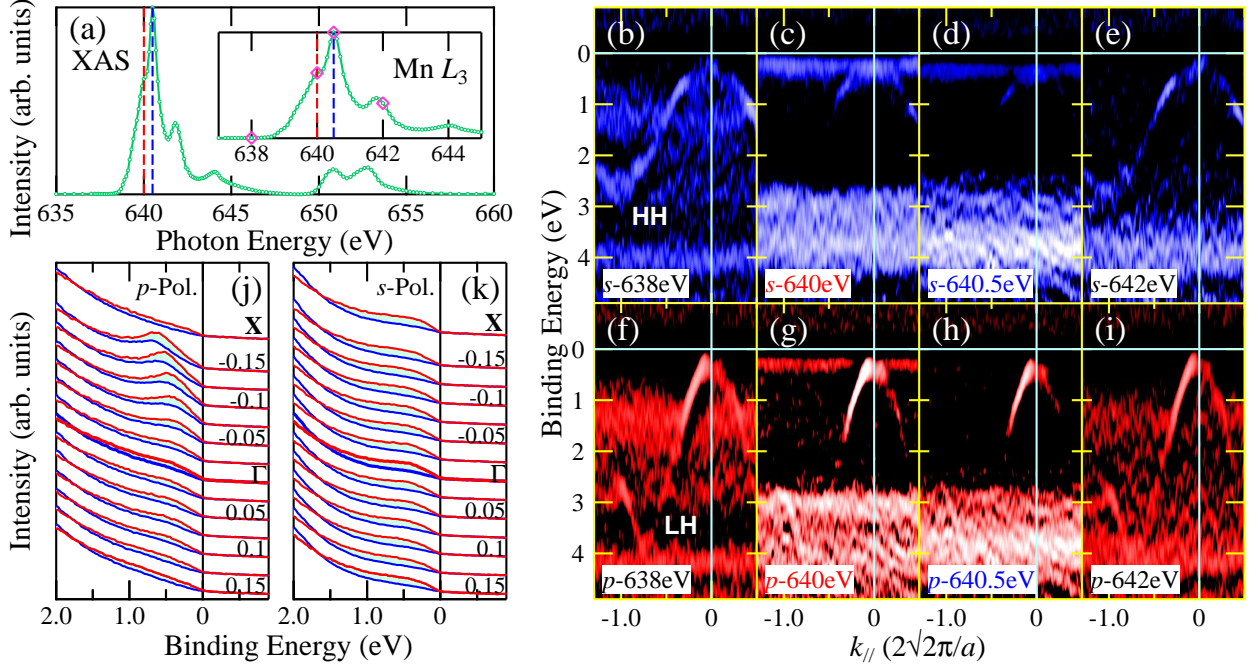 (a)
XAS
Mn L3
638 640 642 644
635 640 645 650 655 660
Photon Energy (eV)
Intensity (arb. units)
p-Pol. (j)
X
-0.15
-0.1
-0.05
Γ
0.05
0.1
0.15
2.0 1.0 0
s-Pol. (k)
X
-0.15
-0.1
-0.05
Γ
0.05
0.1
0.15
2.0 1.0 0
Binding Energy (eV)
Intensity (arb. units)
(b) (c) (d) (e)
0
1
2
3
4
HH
s-638eV s-640eV s-640.5eV s-642eV
(f) (g) (h) (i)
0
1
2
3
4
LH
p-638eV p-640eV p-640.5eV p-642eV
-1.0 0 -1.0 0 -1.0 0 -1.0 0
Binding Energy (eV)
k// (2√2π/a)